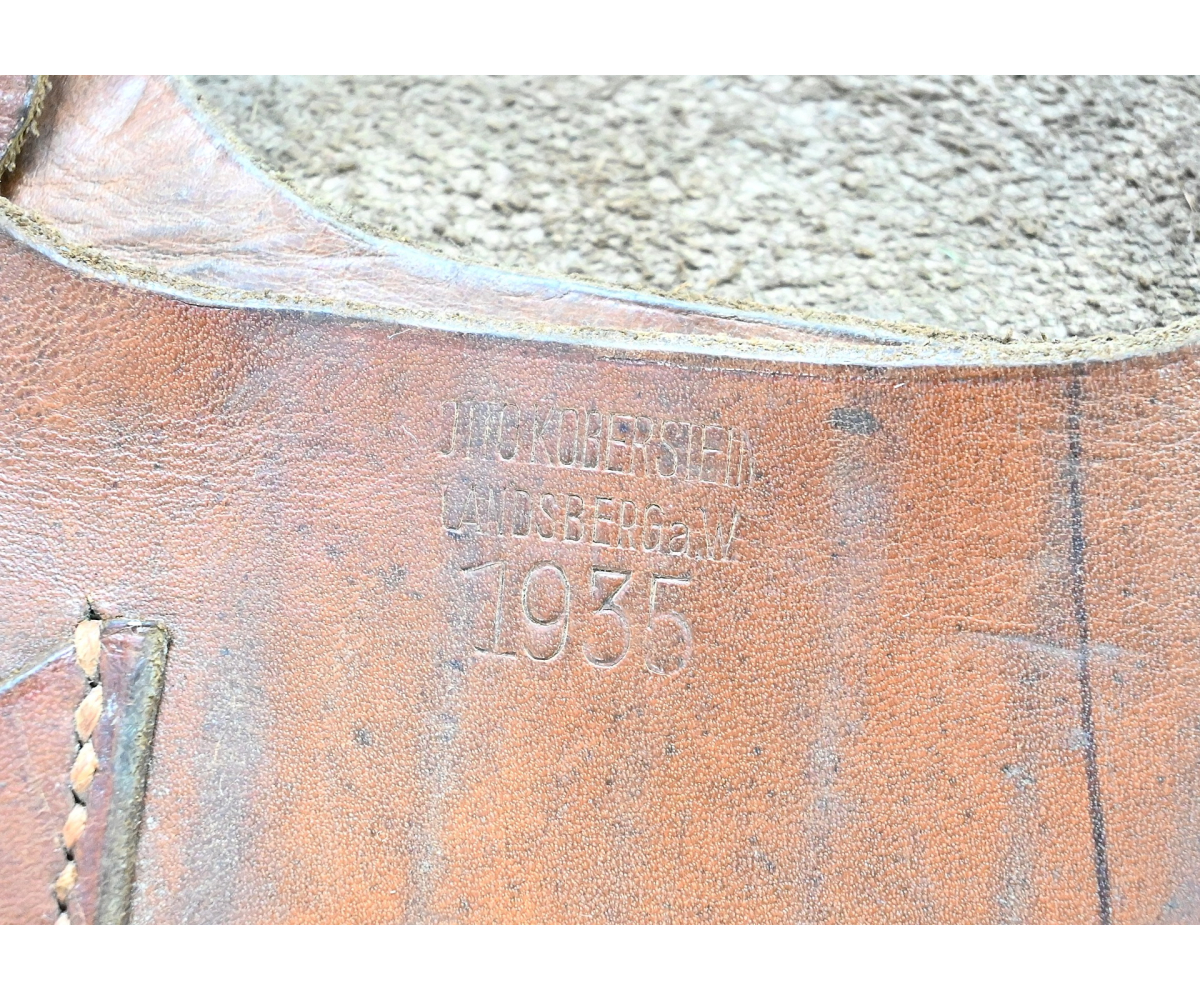 OTTO KOBERSTEIN
LANDSBERG a.W.
1935